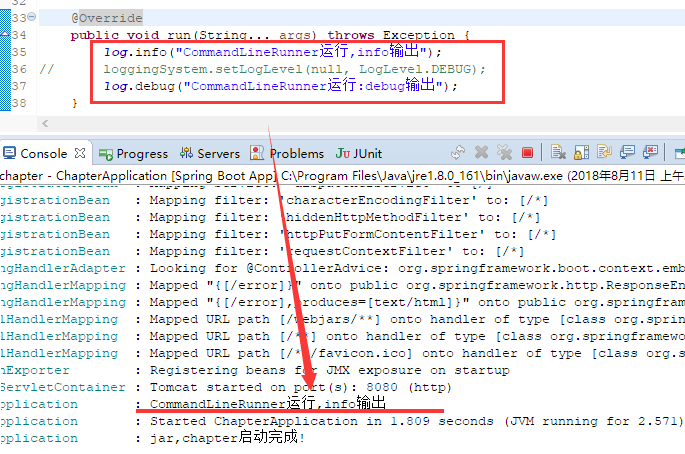 33 @Override
34 public void run(String... args) throws Exception {
35 log.info("CommandLineRunner运行,info输出");
36 // loggingSystem.setLogLevel(null, LogLevel.DEBUG);
37 log.debug("CommandLineRunner运行:debug输出");
38 }
Console Progress Servers Problems JUnit
chapter - ChapterApplication [Spring Boot App] C:\Program Files\Java\jre1.8.0_161\bin\javaw.exe (2018年8月11日 上午
gistrationBean : Mapping filter: 'characterEncodingFilter' to: [/*]
gistrationBean : Mapping filter: 'hiddenHttpMethodFilter' to: [/*]
gistrationBean : Mapping filter: 'httpPutFormContentFilter' to: [/*]
gistrationBean : Mapping filter: 'requestContextFilter' to: [/*]
ngHandlerAdapter : Looking for @ControllerAdvice: org.springframework.boot.context.emb
ngHandlerMapping : Mapped "{[/error]}" onto public org.springframework.http.ResponseEn
ngHandlerMapping : Mapped "{[/error],produces=[text/html]}" onto public org.springframew
lHandlerMapping : Mapped URL path [/webjars/**] onto handler of type [class org.spring
lHandlerMapping : Mapped URL path [/**] onto handler of type [class org.springframewor
lHandlerMapping : Mapped URL path [/**/favicon.ico] onto handler of type [class org.s
nExporter : Registering beans for JMX exposure on startup
ServletContainer : Tomcat started on port(s): 8080 (http)
pplication : CommandLineRunner运行,info输出
pplication : Started ChapterApplication in 1.809 seconds (JVM running for 2.571)
pplication : jar,chapter启动完成!